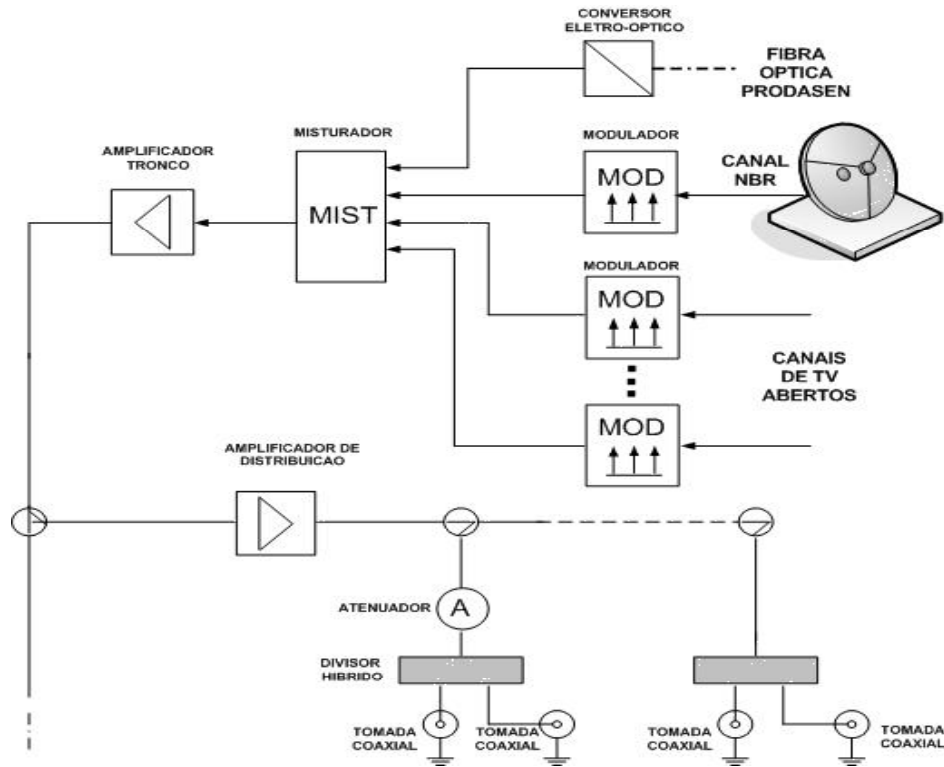 CONVERSOR
ELETRO-OPTICO
FIBRA
OPTICA
PRODASEN
MISTURADOR
MODULADOR
AMPLIFICADOR
TRONCO
MOD
CANAL
NBR
MIST
MODULADOR
MOD
CANAIS
DE TV
ABERTOS
MOD
AMPLIFICADOR DE
DISTRIBUICAO
ATENUADOR
A
DIVISOR
HIBRIDO
TOMADA
COAXIAL
TOMADA
COAXIAL
TOMADA
COAXIAL
TOMADA
COAXIAL